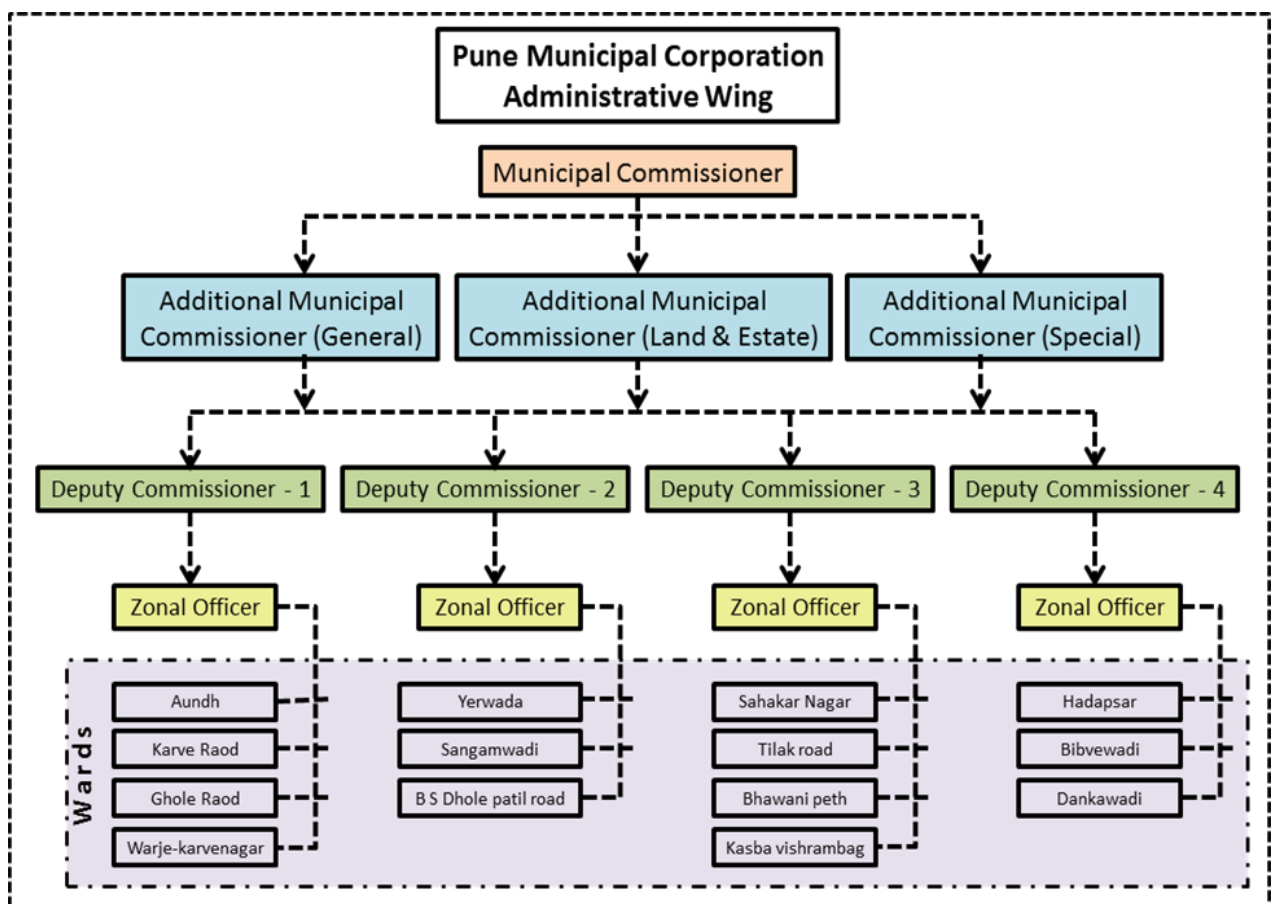 Pune Municipal Corporation
Administrative Wing
Municipal Commissioner
Additional Municipal
Commissioner (General)
Additional Municipal
Commissioner (Land & Estate)
Additional Municipal
Commissioner (Special)
Deputy Commissioner - 1
Deputy Commissioner - 2
Deputy Commissioner - 3
Deputy Commissioner - 4
Zonal Officer
Zonal Officer
Zonal Officer
Zonal Officer
Wards
Aundh
Karve Raod
Ghole Raod
Warje-karvenagar
Yerwada
Sangamwadi
B S Dhole patil road
Sahakar Nagar
Tilak road
Bhawani peth
Kasba vishrambag
Hadapsar
Bibvewadi
Dankawadi